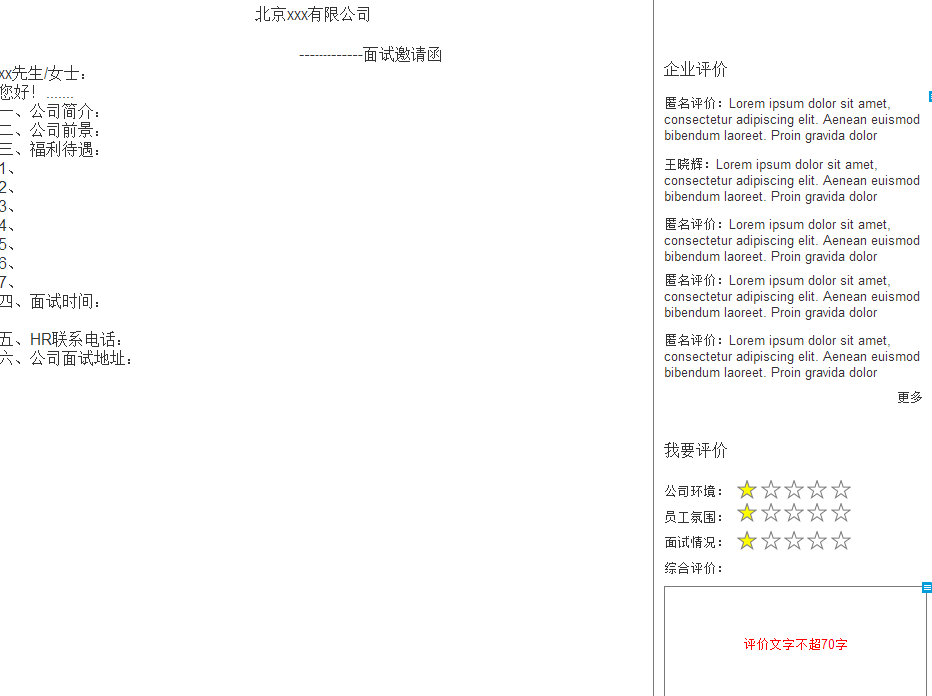 北京xxx有限公司
------------面试邀请函
xx先生/女士：
您好！.......
一、公司简介：
二、公司前景：
三、福利待遇：
1、
2、
3、
4、
5、
6、
7、
四、面试时间：
五、HR联系电话：
六、公司面试地址：
企业评价
匿名评价：Lorem ipsum dolor sit amet,
consectetur adipiscing elit. Aenean euismod
bibendum laoreet. Proin gravida dolor
王晓辉：Lorem ipsum dolor sit amet,
consectetur adipiscing elit. Aenean euismod
bibendum laoreet. Proin gravida dolor
匿名评价：Lorem ipsum dolor sit amet,
consectetur adipiscing elit. Aenean euismod
bibendum laoreet. Proin gravida dolor
匿名评价：Lorem ipsum dolor sit amet,
consectetur adipiscing elit. Aenean euismod
bibendum laoreet. Proin gravida dolor
匿名评价：Lorem ipsum dolor sit amet,
consectetur adipiscing elit. Aenean euismod
bibendum laoreet. Proin gravida dolor
更多
我要评价
公司环境：
员工氛围：
面试情况：
综合评价：
评价文字不超70字